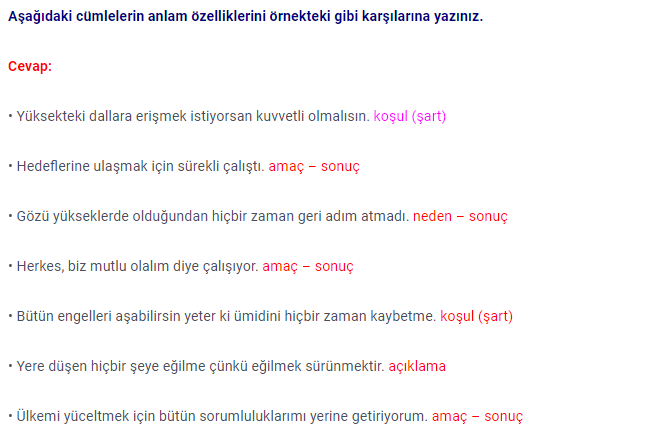 Aşağıdaki cümlelerin anlam özelliklerini örnekteki gibi karşılarına yazınız.
Cevap:
• Yüksekteki dallara erişmek istiyorsan kuvvetli olmalısın. koşul (şart)
• Hedeflerine ulaşmak için sürekli çalıştı. amaç – sonuç
• Gözü yükseklerde olduğundan hiçbir zaman geri adım atmadı. neden – sonuç
• Herkes, biz mutlu olalım diye çalışıyor. amaç – sonuç
• Bütün engelleri aşabilirsin yeter ki ümidini hiçbir zaman kaybetme. koşul (şart)
• Yere düşen hiçbir şeye eğilme çünkü eğilmek sürünmektir. açıklama
• Ülkemi yüceltmek için bütün sorumluluklarımı yerine getiriyorum. amaç – sonuç